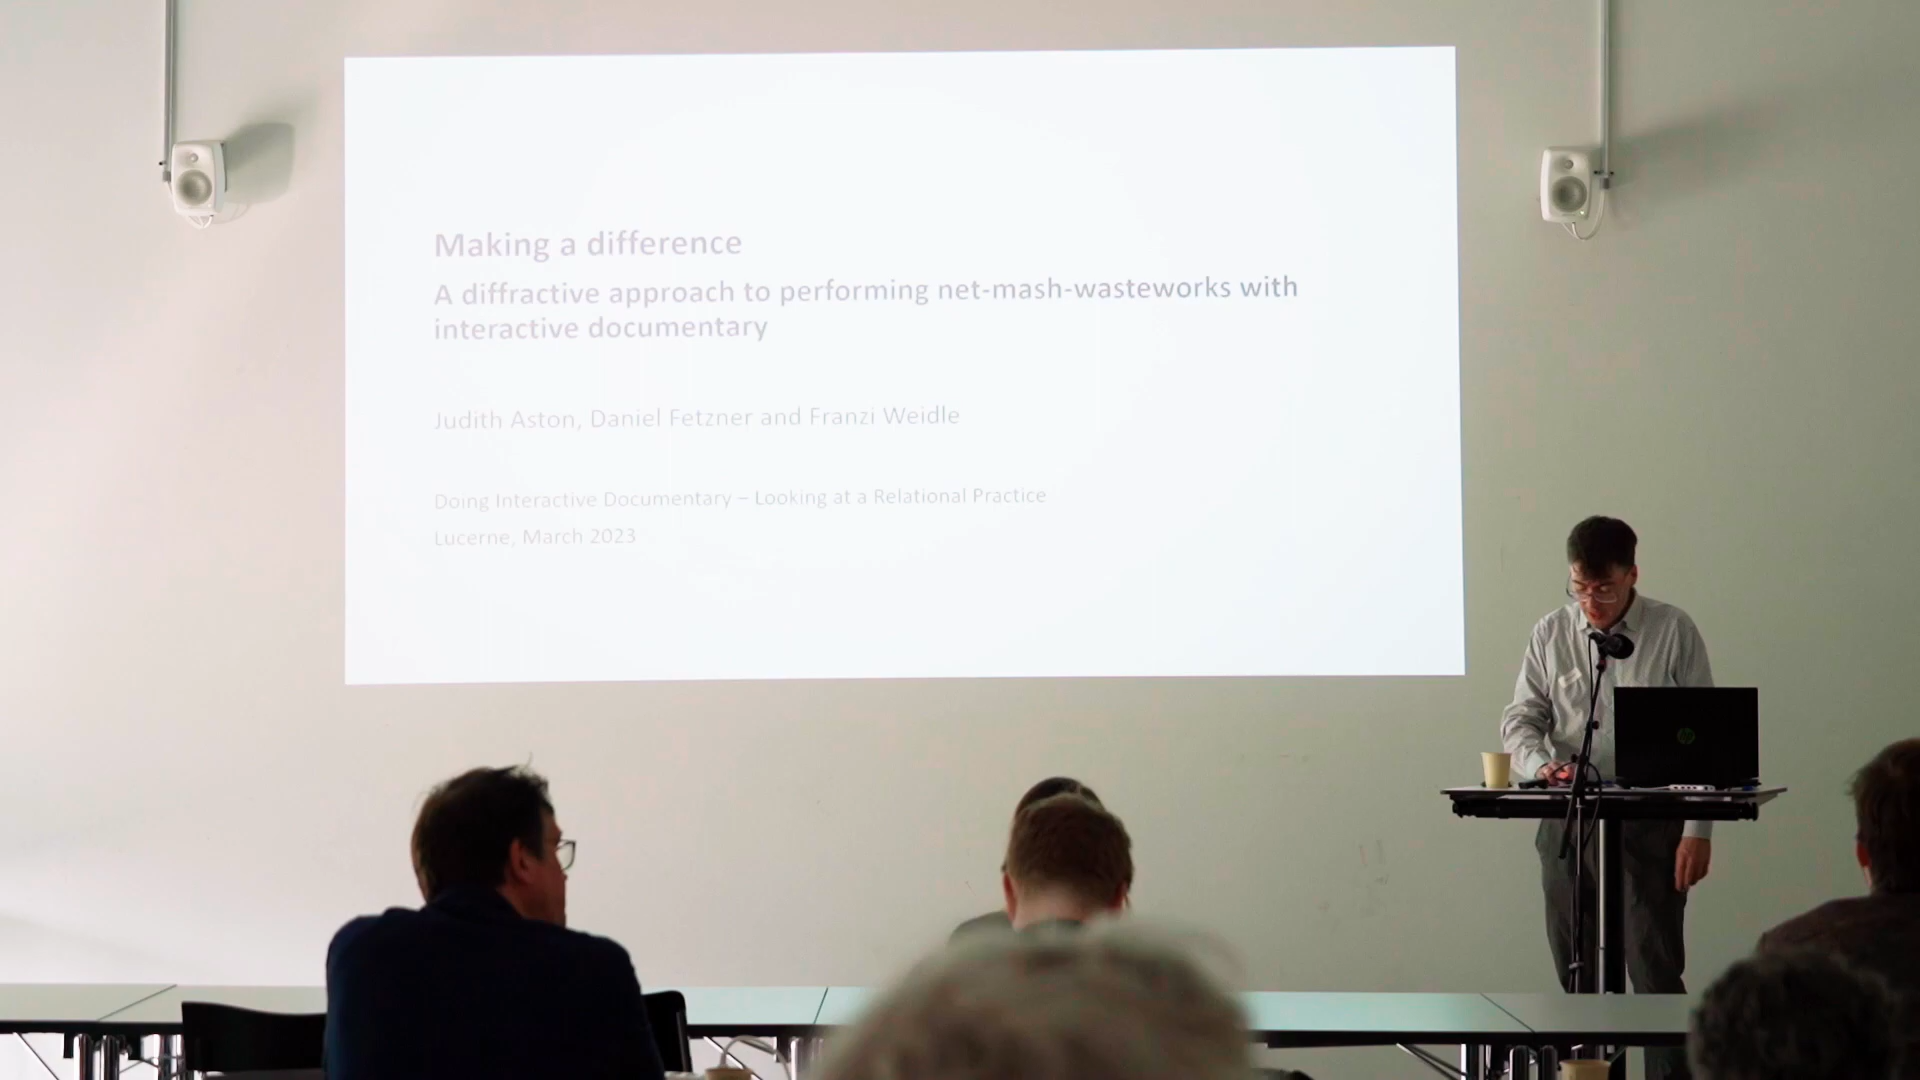 Making a difference
A diffractive approach to performing net-mash-wasteworks with
interactive documentary
Judith Aston, Daniel Fetzner and Franzi Weidle
Doing Interactive Documentary – Looking at a Relational Practice
Lucerne, March 2023
hp